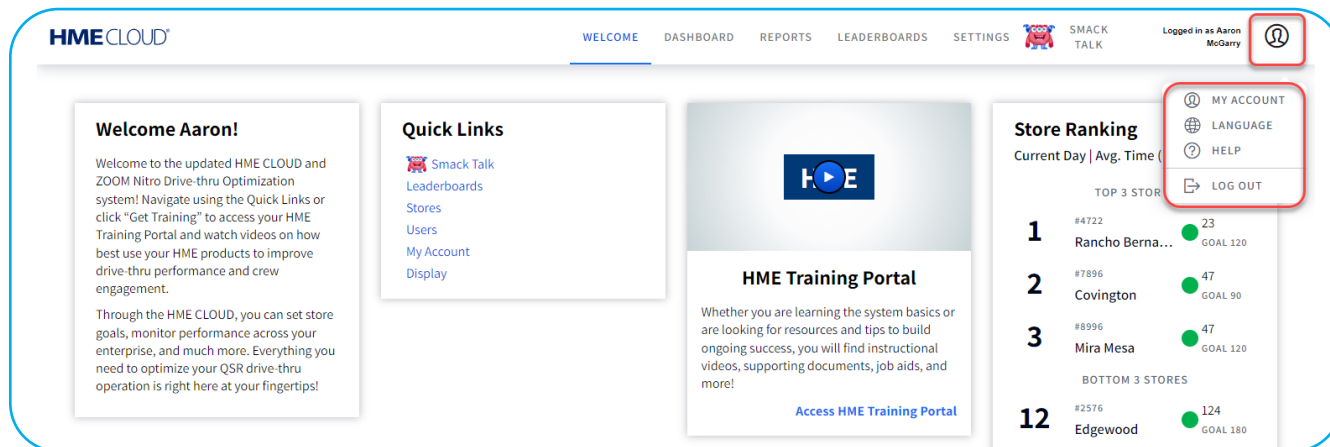 HME CLOUD®
WELCOME
DASHBOARD
REPORTS
LEADERBOARDS
SETTINGS
SMACK
TALK
Logged in as Aaron
McGarry
MY ACCOUNT
LANGUAGE
HELP
LOG OUT
Welcome Aaron!
Welcome to the updated HME CLOUD and
ZOOM Nitro Drive-thru Optimization
system! Navigate using the Quick Links or
click “Get Training” to access your HME
Training Portal and watch videos on how
best use your HME products to improve
drive-thru performance and crew
engagement.
Through the HME CLOUD, you can set store
goals, monitor performance across your
enterprise, and much more. Everything you
need to optimize your QSR drive-thru
operation is right here at your fingertips!
Quick Links
Smack Talk
Leaderboards
Stores
Users
My Account
Display
HME Training Portal
Whether you are learning the system basics or
are looking for resources and tips to build
ongoing success, you will find instructional
videos, supporting documents, job aids, and
more!
Access HME Training Portal
Store Ranking
Current Day | Avg. Time (
TOP 3 STOR
1
#4722
Rancho Berna...
23
GOAL 120
2
#7896
Covington
47
GOAL 90
3
#8996
Mira Mesa
47
GOAL 120
BOTTOM 3 STORES
12
#2576
Edgewood
124
GOAL 180